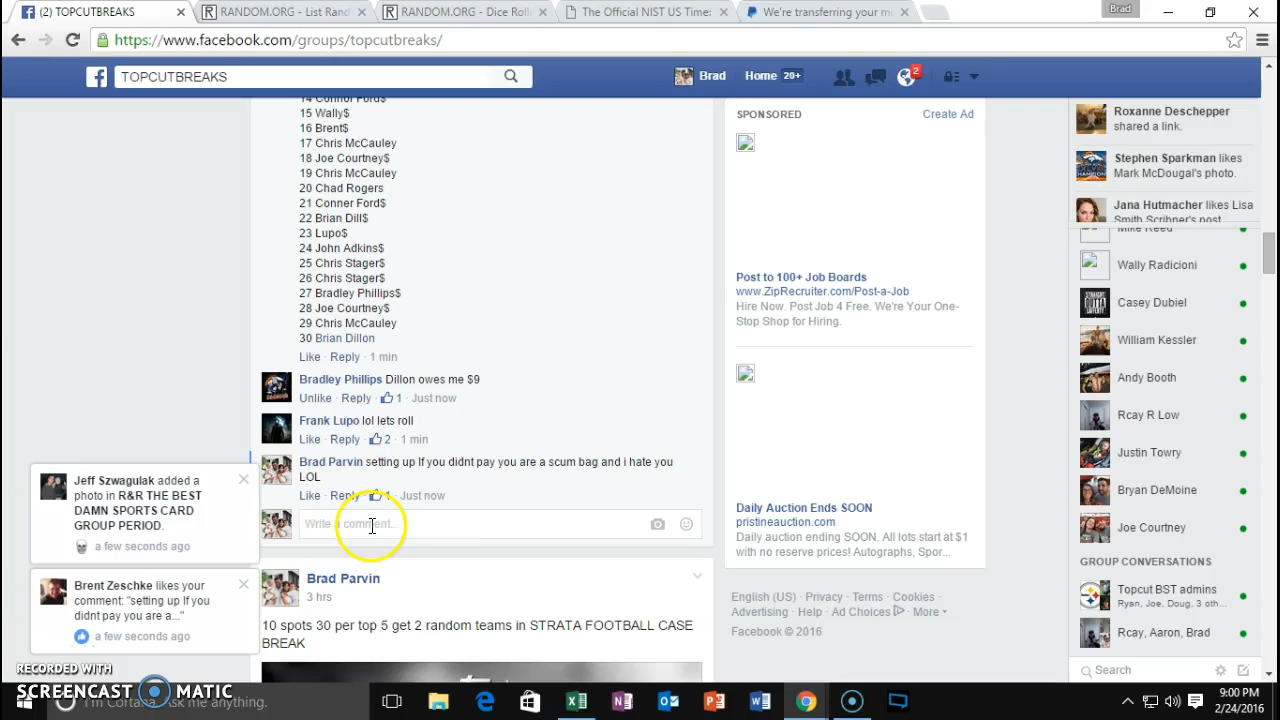 (2) TOPCUTBREAKS
RANDOM.ORG - List Rand
RANDOM.ORG - Dice Roll
The Official NIST US Time
We're transferring your m
Brad
https://www.facebook.com/groups/topcutbreaks/
TOPCUTBREAKS
Brad
Home 20+
2
14 Connor Ford$
15 Wally$
16 Brent$
17 Chris McCauley
18 Joe Courtney$
19 Chris McCauley
20 Chad Rogers
21 Conner Ford$
22 Brian Dill$
23 Lupo$
24 John Adkins$
25 Chris Stager$
26 Chris Stager$
27 Bradley Phillips$
28 Joe Courtney$
29 Chris McCauley
30 Brian Dillon
Like · Reply · 1 min
Bradley Phillips Dillon owes me $9
Unlike · Reply · 1 · Just now
Frank Lupo lol lets roll
Like · Reply · 2 · 1 min
Brad Parvin setting up If you didnt pay you are a scum bag and i hate you
LOL
Like · Reply · 1 · Just now
Write a comment...
Brad Parvin
3 hrs
10 spots 30 per top 5 get 2 random teams in STRATA FOOTBALL CASE
BREAK
Jeff Szwagulak added a
photo in R&R THE BEST
DAMN SPORTS CARD
GROUP PERIOD.
a few seconds ago
Brent Zeschke likes your
comment: "setting up If you
didnt pay you are a..."
a few seconds ago
SPONSORED
Create Ad
Post to 100+ Job Boards
www.ZipRecruiter.com/Post-a-Job
Hire Now. Post Job 4 Free. We're Your One-
Stop Shop for Hiring.
Daily Auction Ends SOON
pristineauction.com
Daily auction ending SOON. All lots start at $1
with no reserve prices! Autographs, Spor...
English (US) · Privacy · Terms · Cookies ·
Advertising · Help · Ad Choices · More
Facebook © 2016
Roxanne Deschepper
shared a link.
Stephen Sparkman likes
Mark McDougal's photo.
Jana Hutmacher likes Lisa
Smith Scribner's post
Mike Reed
Wally Radicioni
Casey Dubiel
STRAIGHT
OUTTA
William Kessler
Andy Booth
Rcay R Low
Justin Towry
Bryan DeMoine
Joe Courtney
GROUP CONVERSATIONS
Topcut BST admins
Ryan, Joe, Doug, 3 oth...
Rcay, Aaron, Brad
Search
RECORDED WITH
SCREENCAST MATIC
I'm Cortana. Ask me anything.
9:00 PM
2/24/2016